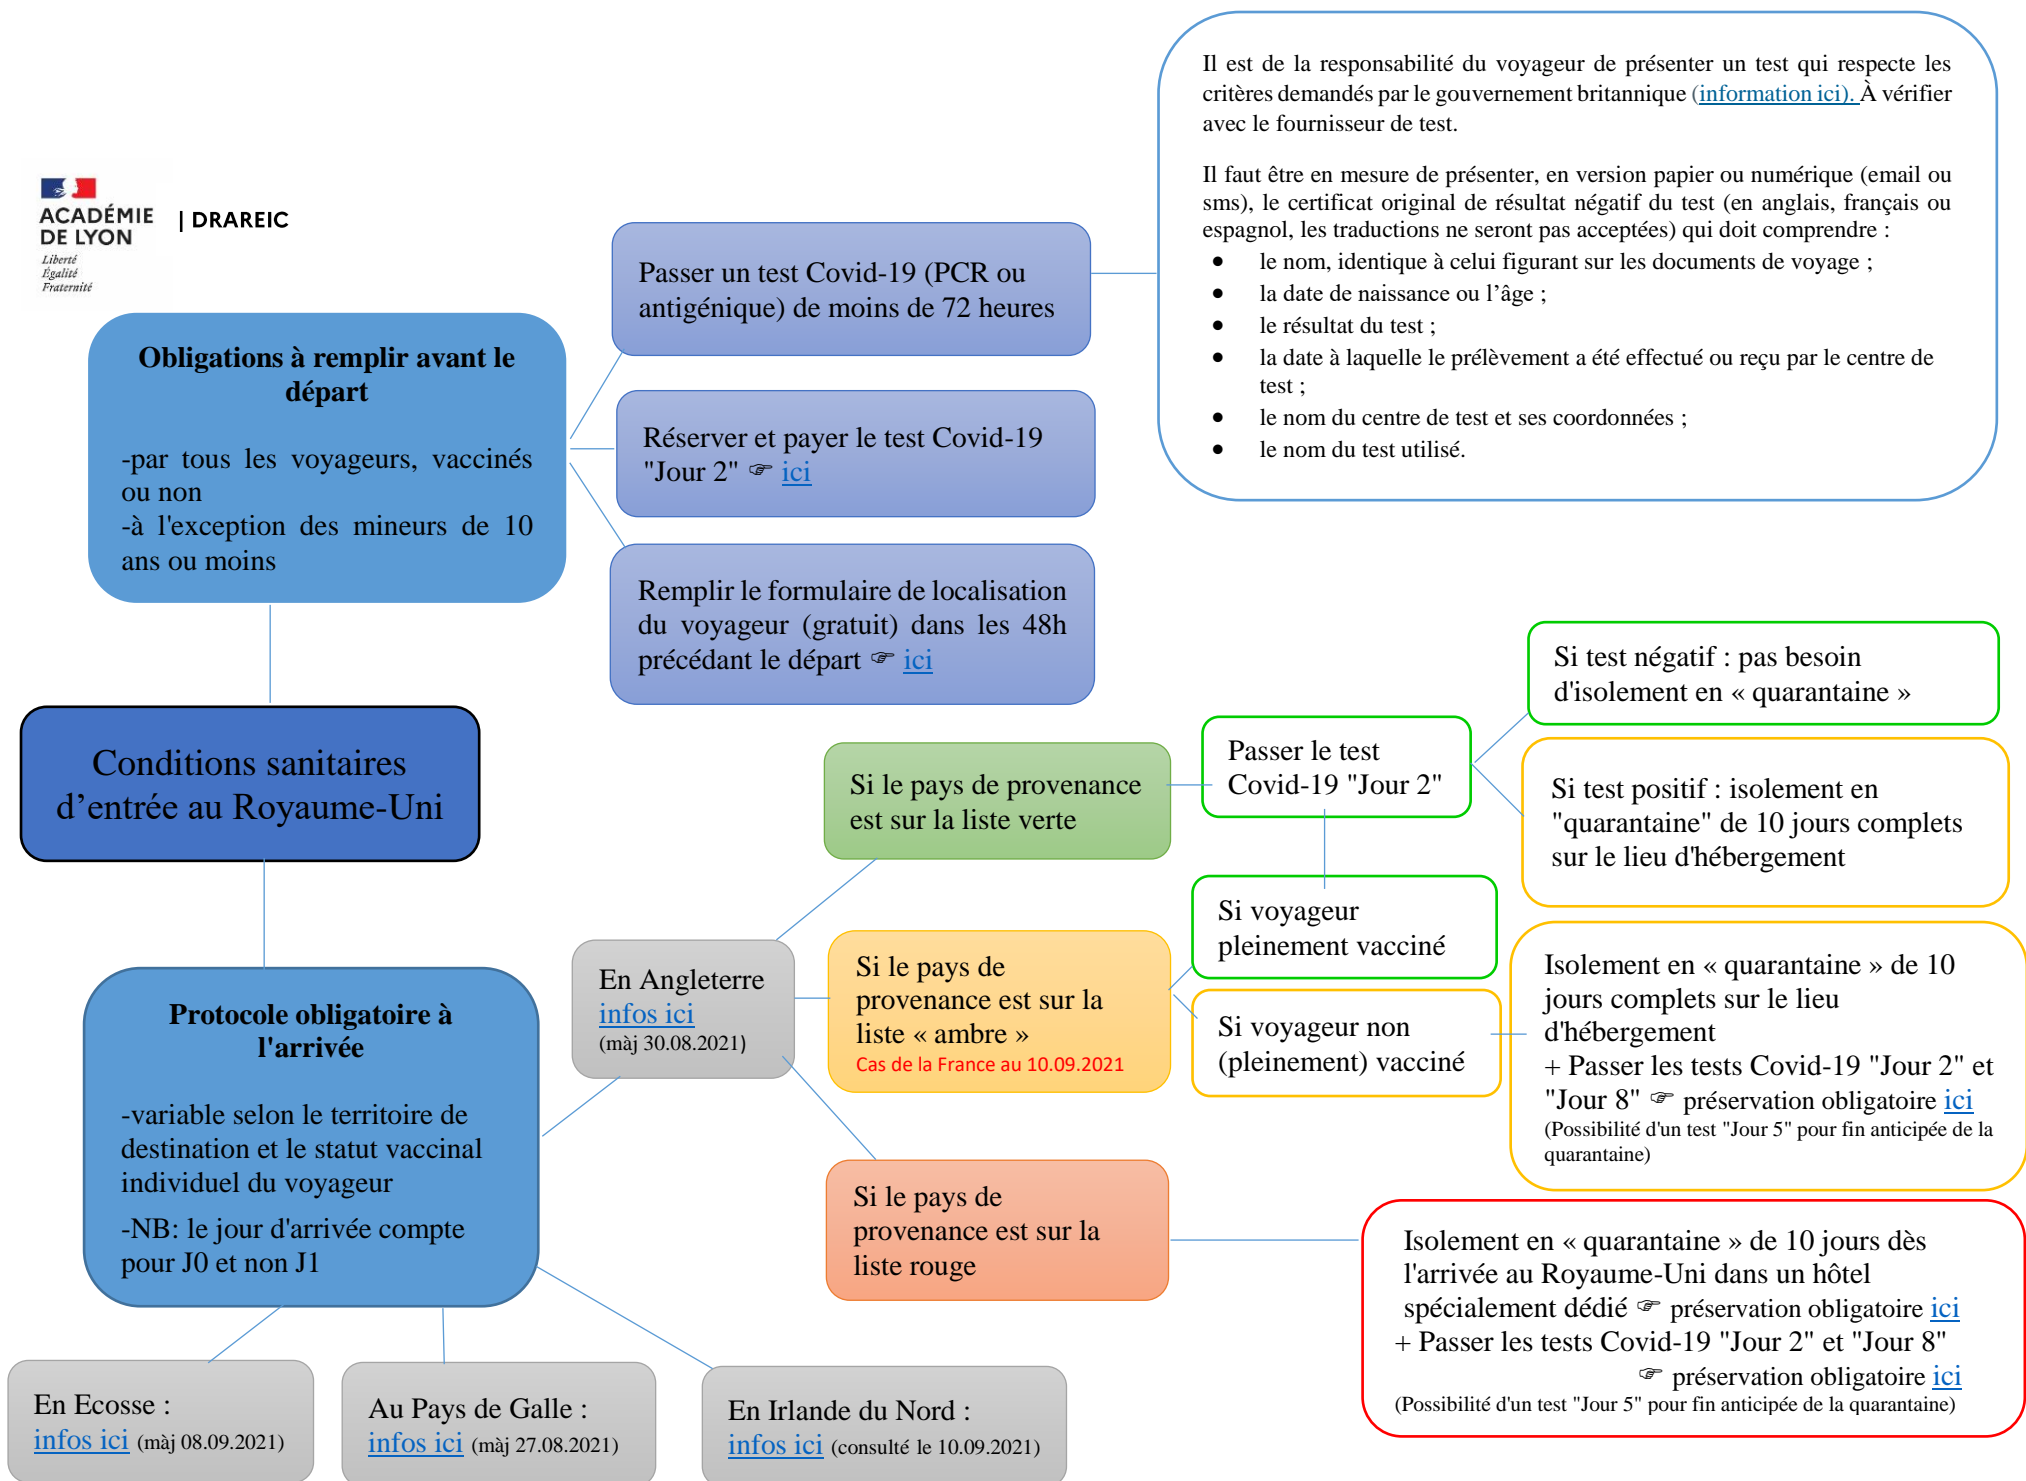 Il est de la responsabilité du voyageur de présenter un test qui respecte les
critères demandés par le gouvernement britannique (information ici). À vérifier
avec le fournisseur de test.
Il faut être en mesure de présenter, en version papier ou numérique (email ou
sms), le certificat original de résultat négatif du test (en anglais, français ou
espagnol, les traductions ne seront pas acceptées) qui doit comprendre :
• le nom, identique à celui figurant sur les documents de voyage ;
• la date de naissance ou l’âge ;
• le résultat du test ;
• la date à laquelle le prélèvement a été effectué ou reçu par le centre de
test ;
• le nom du centre de test et ses coordonnées ;
• le nom du test utilisé.
ACADÉMIE
DE LYON
Liberté
Égalité
Fraternité
| DRAREIC
Passer un test Covid-19 (PCR ou
antigénique) de moins de 72 heures
Obligations à remplir avant le
départ
-par tous les voyageurs, vaccinés
ou non
-à l'exception des mineurs de 10
ans ou moins
Réserver et payer le test Covid-19
"Jour 2" ☞ ici
Remplir le formulaire de localisation
du voyageur (gratuit) dans les 48h
précédant le départ ☞ ici
Conditions sanitaires
d’entrée au Royaume-Uni
Si le pays de provenance
est sur la liste verte
Passer le test
Covid-19 "Jour 2"
Si test négatif : pas besoin
d'isolement en « quarantaine »
Si test positif : isolement en
"quarantaine" de 10 jours complets
sur le lieu d'hébergement
Protocole obligatoire à
l'arrivée
-variable selon le territoire de
destination et le statut vaccinal
individuel du voyageur
-NB: le jour d'arrivée compte
pour J0 et non J1
En Angleterre
infos ici
(màj 30.08.2021)
Si le pays de
provenance est sur la
liste « ambre »
Cas de la France au 10.09.2021
Si voyageur
pleinement vacciné
Si voyageur non
(pleinement) vacciné
Isolement en « quarantaine » de 10
jours complets sur le lieu
d'hébergement
+ Passer les tests Covid-19 "Jour 2" et
"Jour 8" ☞ préservation obligatoire ici
(Possibilité d'un test "Jour 5" pour fin anticipée de la
quarantaine)
Si le pays de
provenance est sur la
liste rouge
Isolement en « quarantaine » de 10 jours dès
l'arrivée au Royaume-Uni dans un hôtel
spécialement dédié ☞ préservation obligatoire ici
+ Passer les tests Covid-19 "Jour 2" et "Jour 8"
☞ préservation obligatoire ici
(Possibilité d'un test "Jour 5" pour fin anticipée de la quarantaine)
En Ecosse :
infos ici (màj 08.09.2021)
Au Pays de Galle :
infos ici (màj 27.08.2021)
En Irlande du Nord :
infos ici (consulté le 10.09.2021)